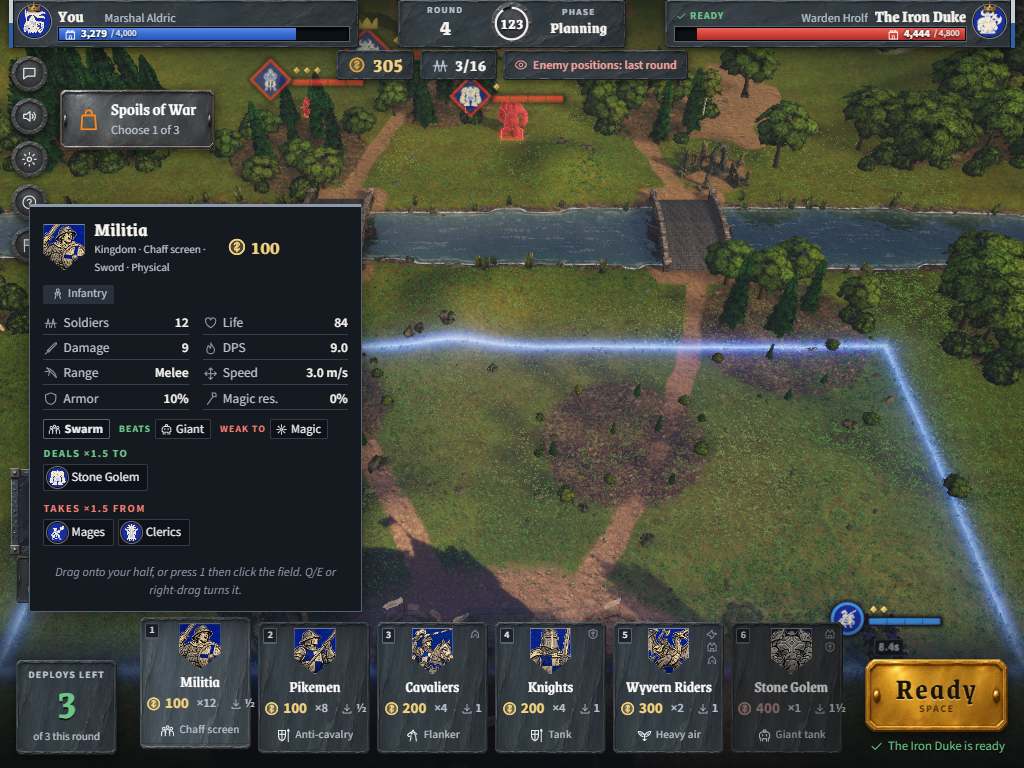 You Marshal Aldric
3,279 / 4,000
ROUND
4
123
PHASE
Planning
READY
Warden Hrolf The Iron Duke
4,444 / 4,800
305
3/16
Enemy positions: last round
Spoils of War
Choose 1 of 3
Militia
Kingdom · Chaff screen ·
Sword · Physical
100
Infantry
Soldiers 12
Life 84
Damage 9
DPS 9.0
Range Melee
Speed 3.0 m/s
Armor 10%
Magic res. 0%
Swarm BEATS Giant WEAK TO Magic
DEALS ×1.5 TO
Stone Golem
TAKES ×1.5 FROM
Mages Clerics
Drag onto your half, or press 1 then click the field. Q/E or
right-drag turns it.
8.4s
DEPLOYS LEFT
3
of 3 this round
1
Militia
100 ×12 ½
Chaff screen
2
Pikemen
100 ×8 ½
Anti-cavalry
3
Cavaliers
200 ×4 1
Flanker
4
Knights
200 ×4 1
Tank
5
Wyvern Riders
300 ×2 1
Heavy air
6
Stone Golem
400 ×1 1½
Giant tank
Ready
SPACE
The Iron Duke is ready